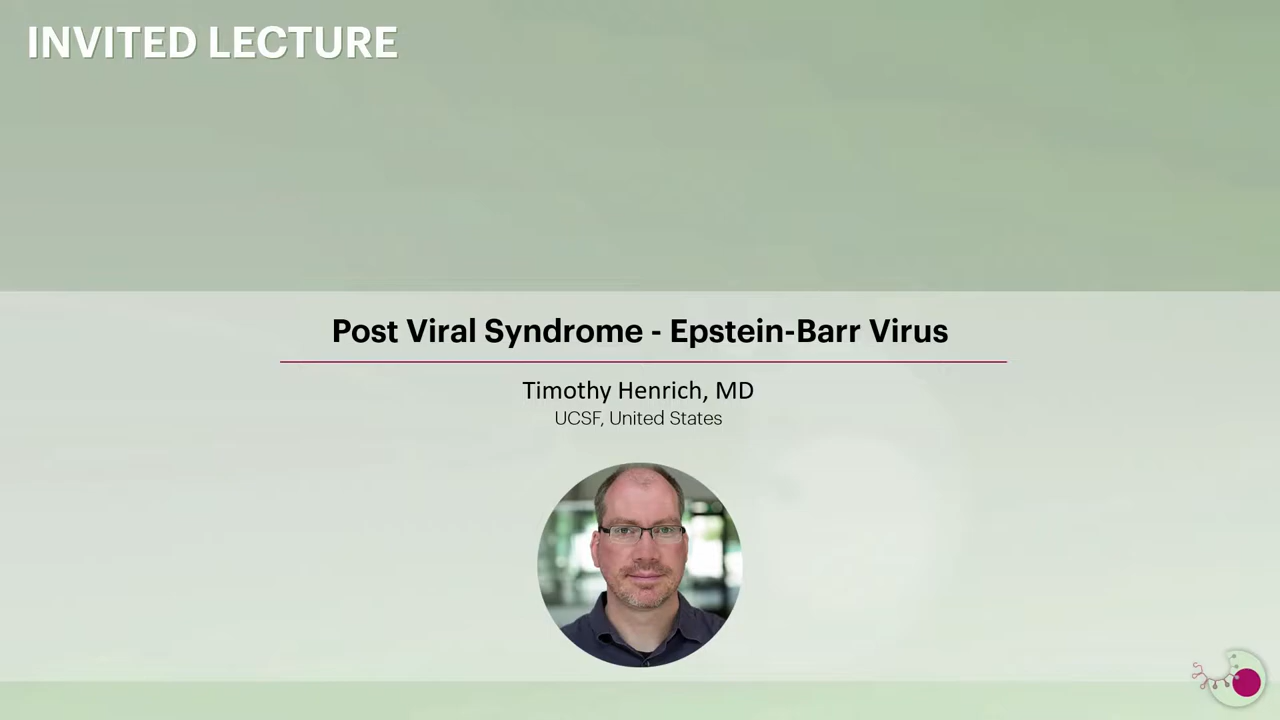 INVITED LECTURE
Post Viral Syndrome - Epstein-Barr Virus
Timothy Henrich, MD
UCSF, United States